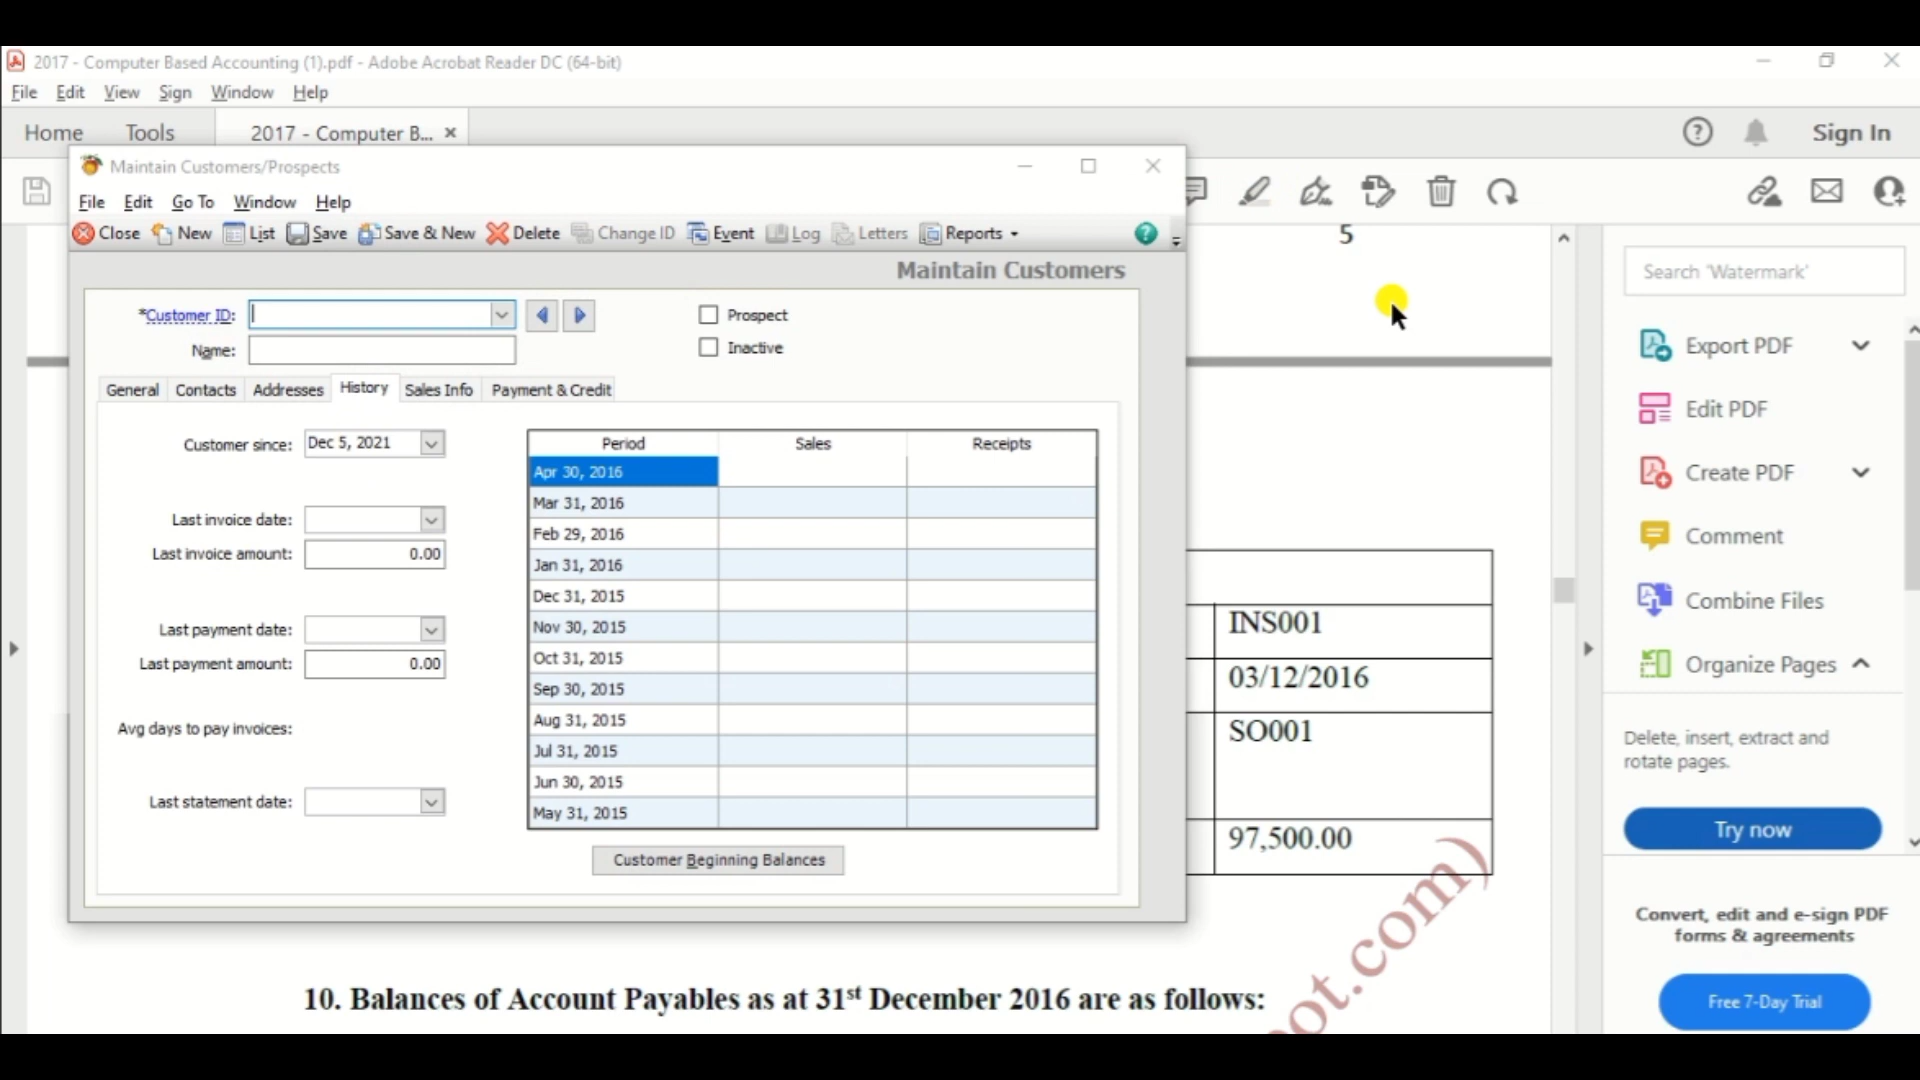 2017 - Computer Based Accounting (1).pdf - Adobe Acrobat Reader DC (64-bit)
File Edit View Sign Window Help
Home Tools 2017 - Computer B... ×
Sign In
Maintain Customers/Prospects
File Edit Go To Window Help
Close New List Save Save & New Delete Change ID Event Log Letters Reports
5
Maintain Customers
Search 'Watermark'
*Customer ID:
Prospect
Name:
Inactive
General Contacts Addresses History Sales Info Payment & Credit
Customer since: Dec 5, 2021
Last invoice date:
Last invoice amount: 0.00
Last payment date:
Last payment amount: 0.00
Avg days to pay invoices:
Last statement date:
Period Sales Receipts
Apr 30, 2016
Mar 31, 2016
Feb 29, 2016
Jan 31, 2016
Dec 31, 2015
Nov 30, 2015
Oct 31, 2015
Sep 30, 2015
Aug 31, 2015
Jul 31, 2015
Jun 30, 2015
May 31, 2015
Customer Beginning Balances
INS001
03/12/2016
SO001
97,500.00
ot.com)
10. Balances of Account Payables as at 31st December 2016 are as follows:
Export PDF
Edit PDF
Create PDF
Comment
Combine Files
Organize Pages
Delete, insert, extract and
rotate pages.
Try now
Convert, edit and e-sign PDF
forms & agreements
Free 7-Day Trial